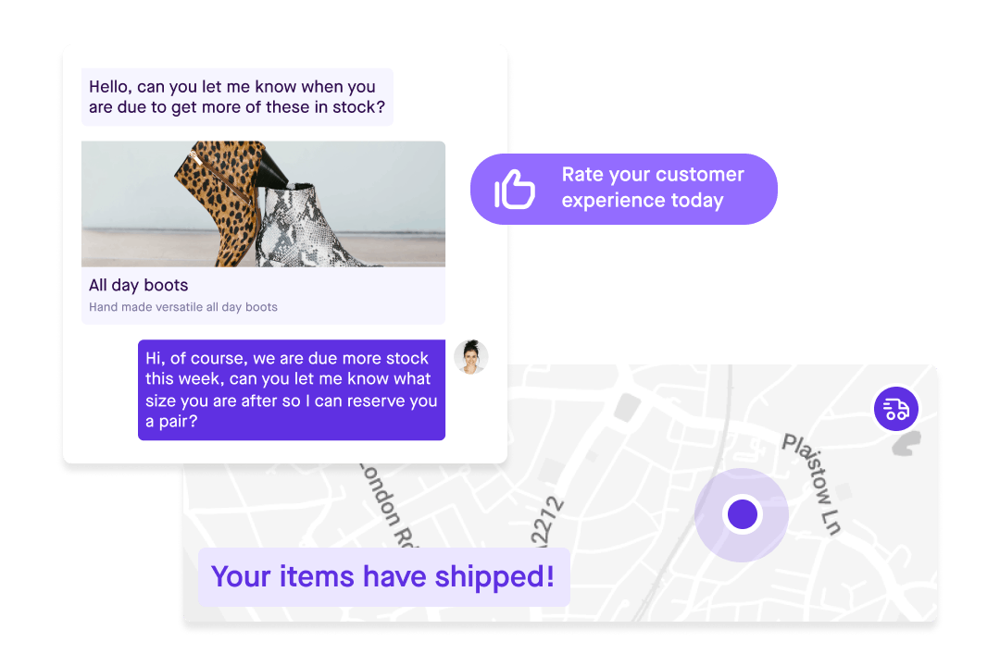 Hello, can you let me know when you
are due to get more of these in stock?
All day boots
Hand made versatile all day boots
Hi, of course, we are due more stock
this week, can you let me know what
size you are after so I can reserve you
a pair?
Rate your customer
experience today
Plaistow Ln
London Rd
2212
Your items have shipped!